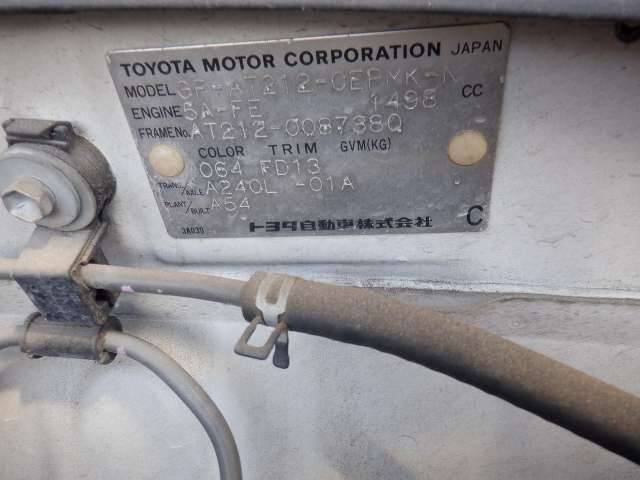 TOYOTA MOTOR CORPORATION JAPAN
MODEL GF-AT212-CEPMK-N
ENGINE 5A-FE 1498 CC
FRAME No. AT212-0087380
COLOR TRIM GVM(KG)
064 FD13
TRANS./AXLE A240L -01A
PLANT/BUILT A54
3A030
トヨタ自動車株式会社 C